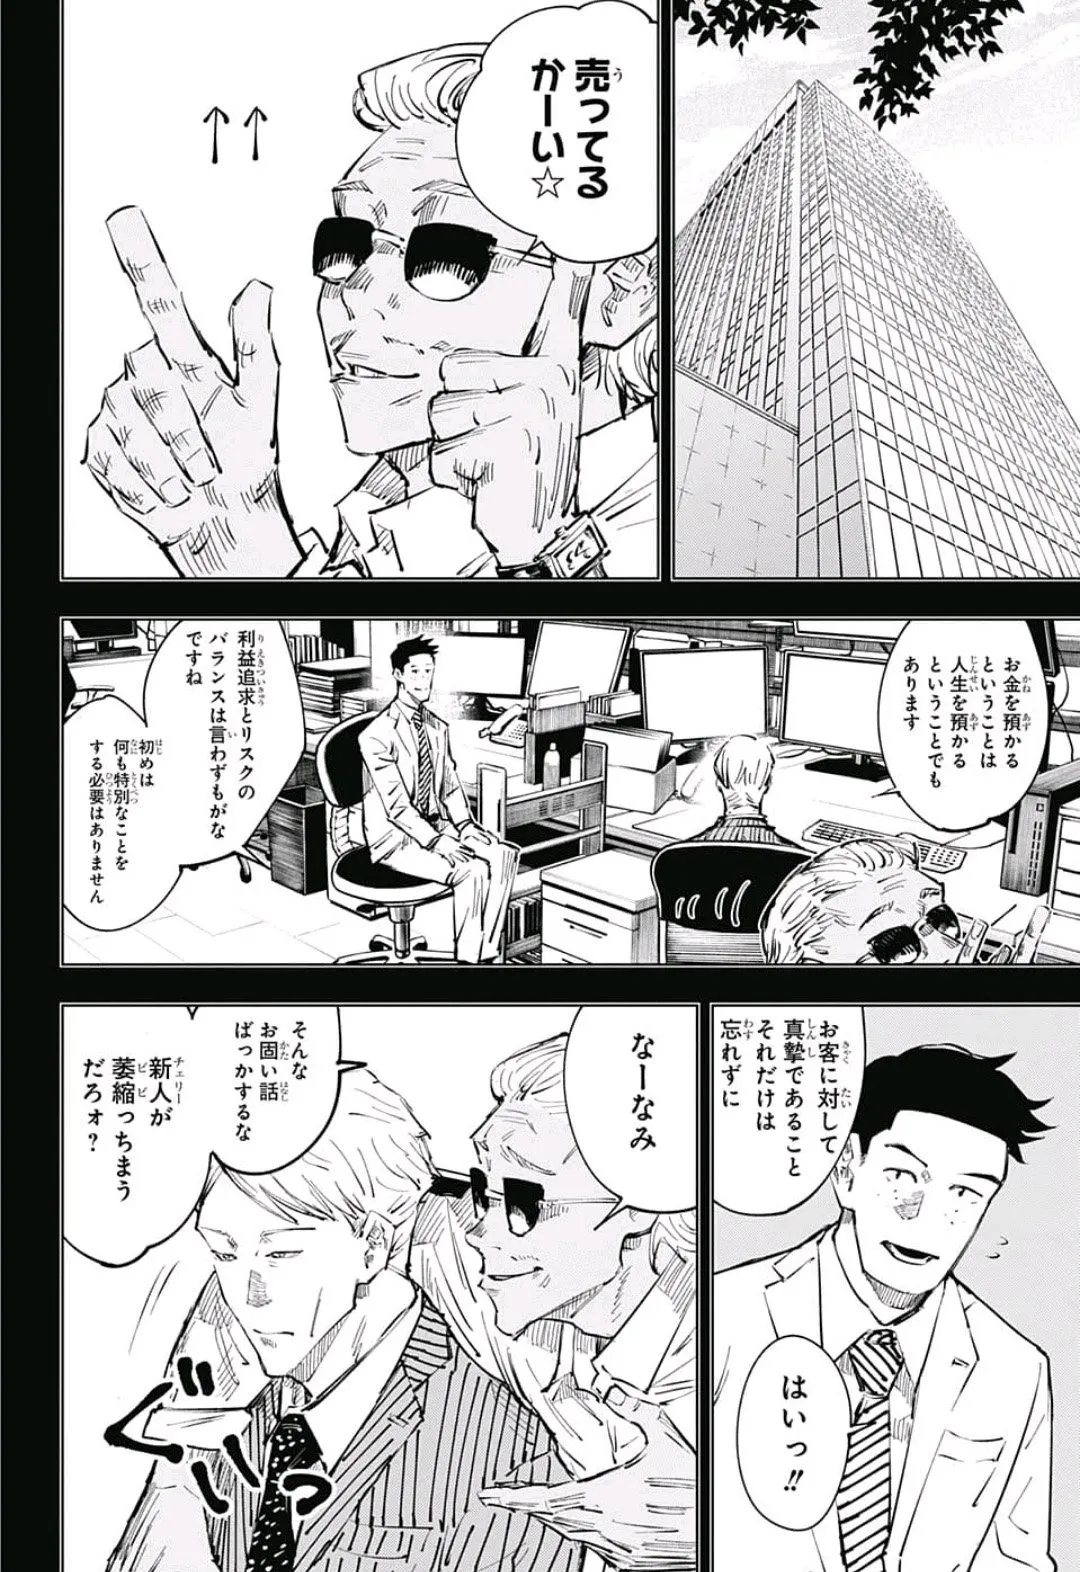 売ってる
かーい☆
↑↑
お金を預かる
ということは
人生を預かる
ということでも
あります
利益追求とリスクの
バランスは言わずもがな
ですね
初めは
何も特別なことを
する必要はありません
お客に対して
真摯であること
それだけは
忘れずに
はいっ!!
なーなみ
そんな
お固い話
ばっかするな
新人が
萎縮っちまう
だろォ?
ぐいっ